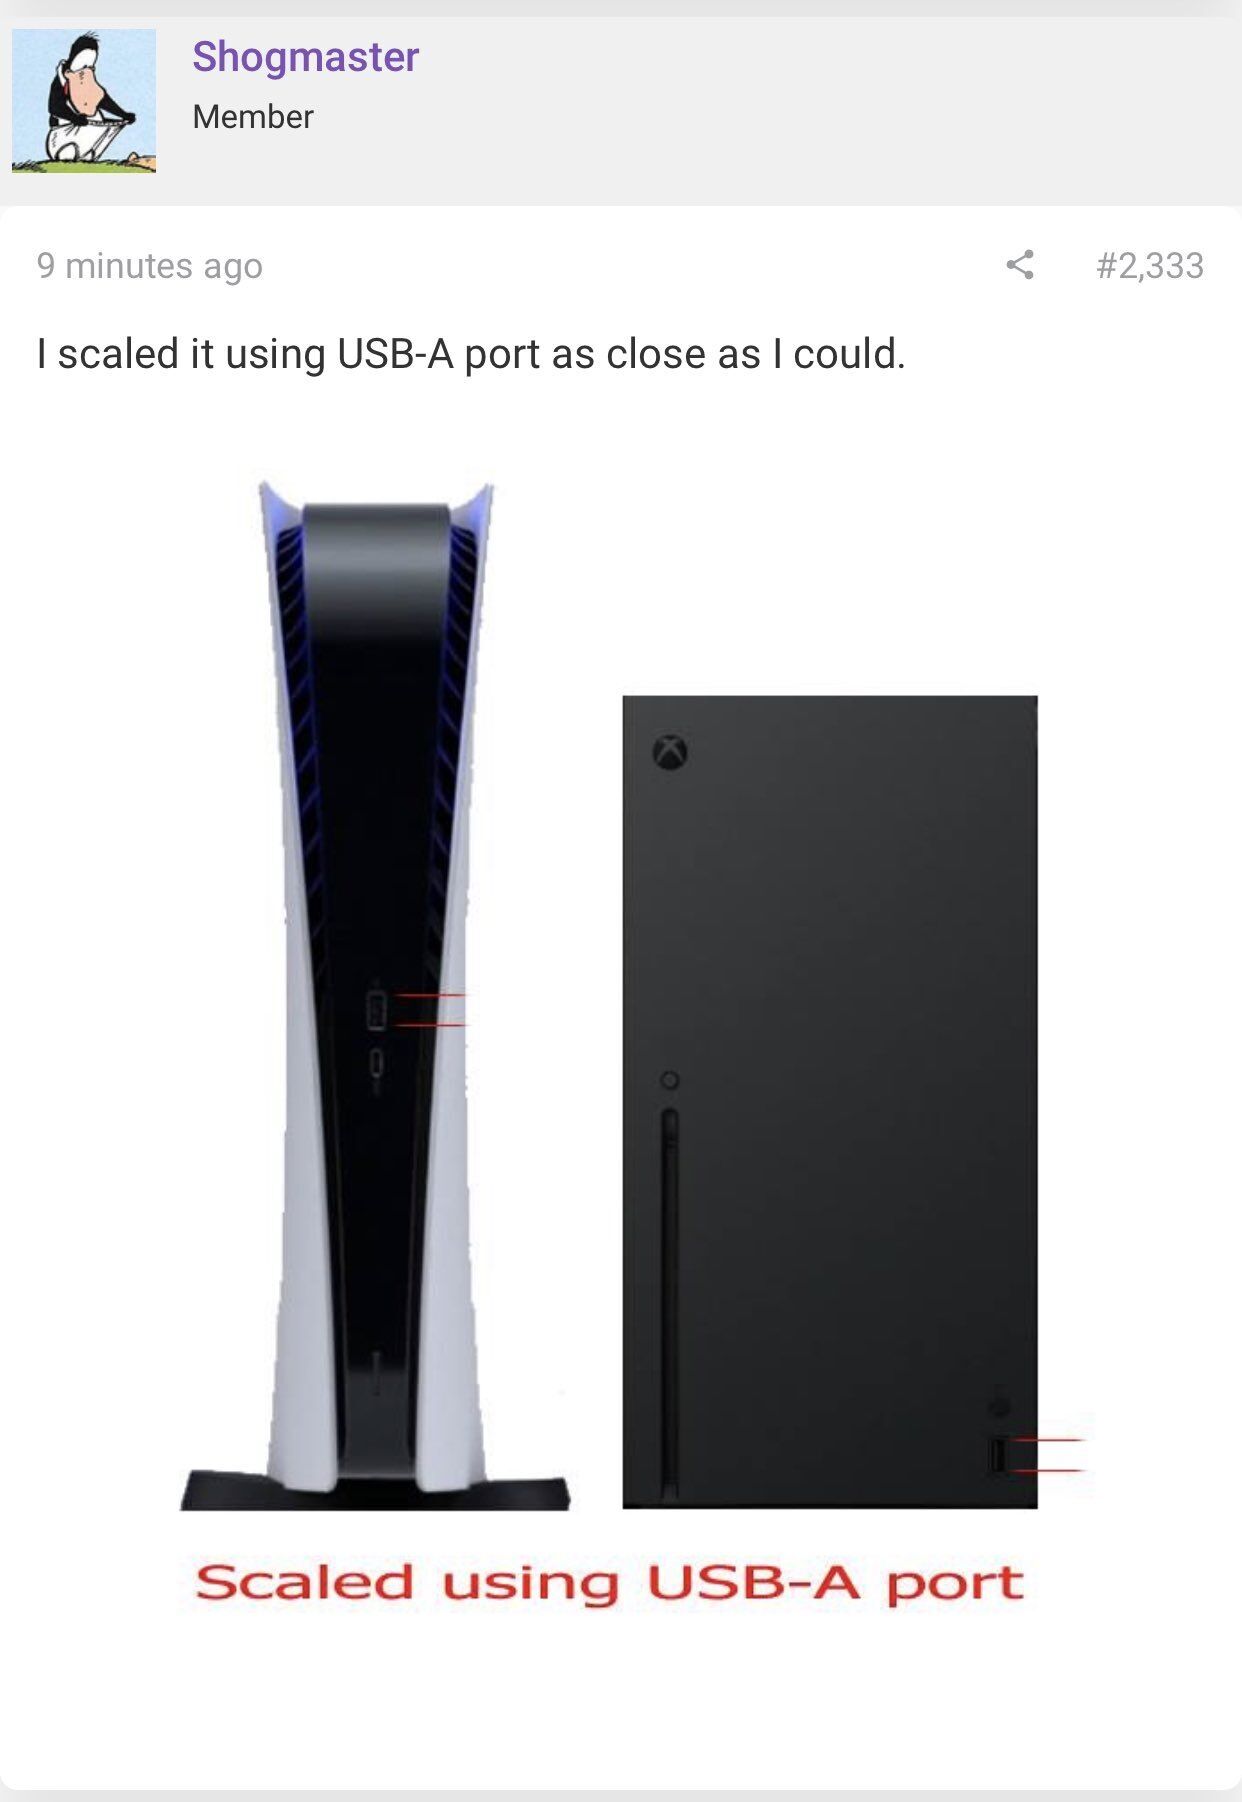 Shogmaster
Member
9 minutes ago
#2,333
I scaled it using USB-A port as close as I could.
Scaled using USB-A port